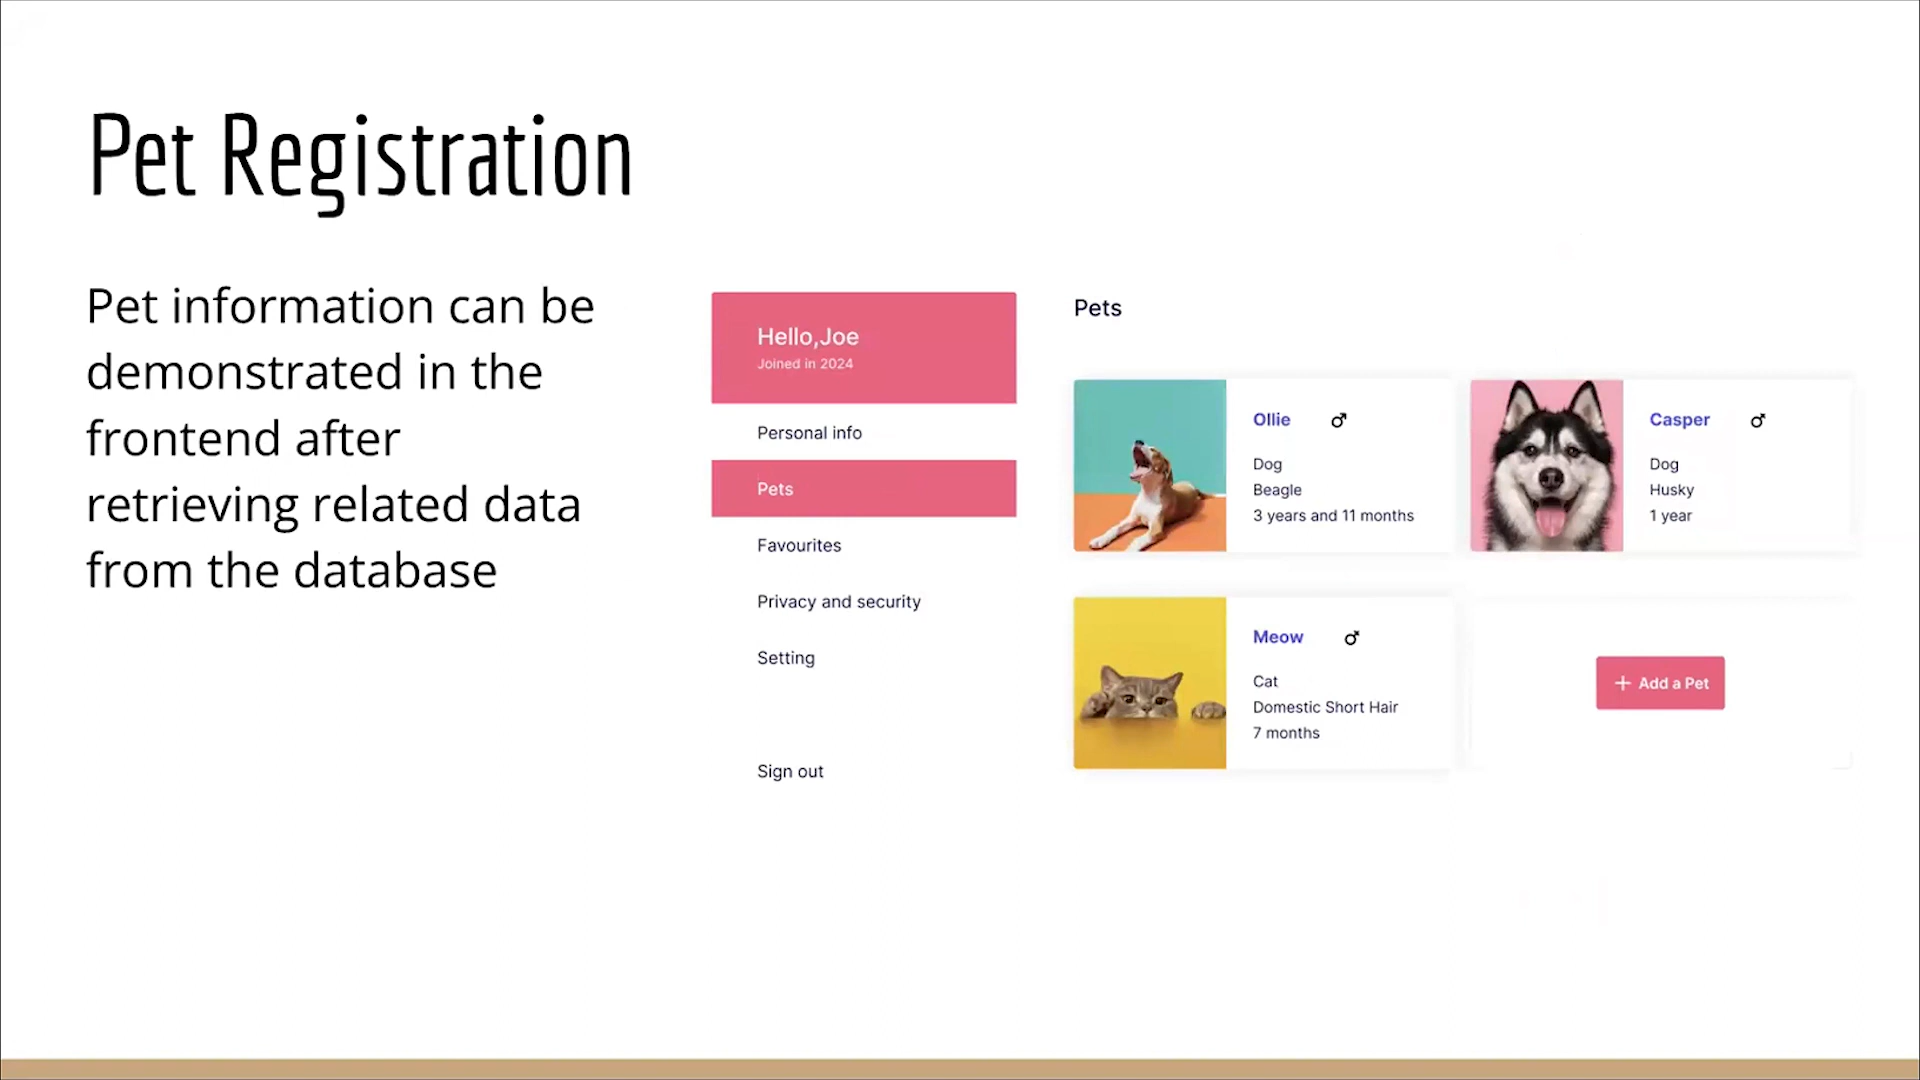 Pet Registration
Pet information can be
demonstrated in the
frontend after
retrieving related data
from the database
Hello,Joe
Joined in 2024
Personal info
Pets
Favourites
Privacy and security
Setting
Sign out
Pets
Ollie ♂
Dog
Beagle
3 years and 11 months
Casper ♂
Dog
Husky
1 year
Meow ♂
Cat
Domestic Short Hair
7 months
+ Add a Pet